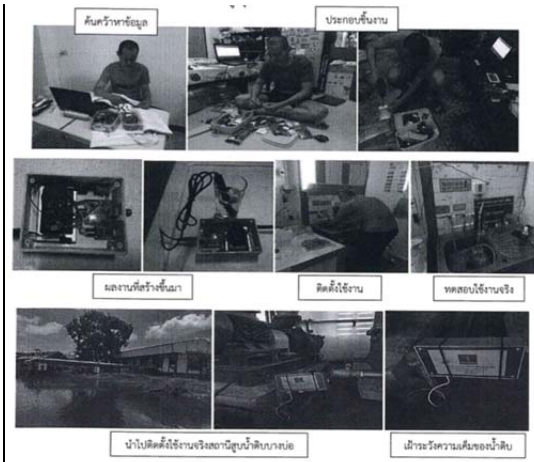 ค้นคว้าหาข้อมูล
ประกอบชิ้นงาน
ผลงานที่สร้างขึ้นมา
ติดตั้งใช้งาน
ทดสอบใช้งานจริง
นำไปติดตั้งใช้งานจริงสถานีสูบน้ำดิบบางบ่อ
เฝ้าระวังความเค็มของน้ำดิบ